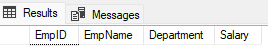 Results Messages
EmpID EmpName Department Salary